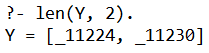 ?- len(Y, 2).
Y = [_11224, _11230]